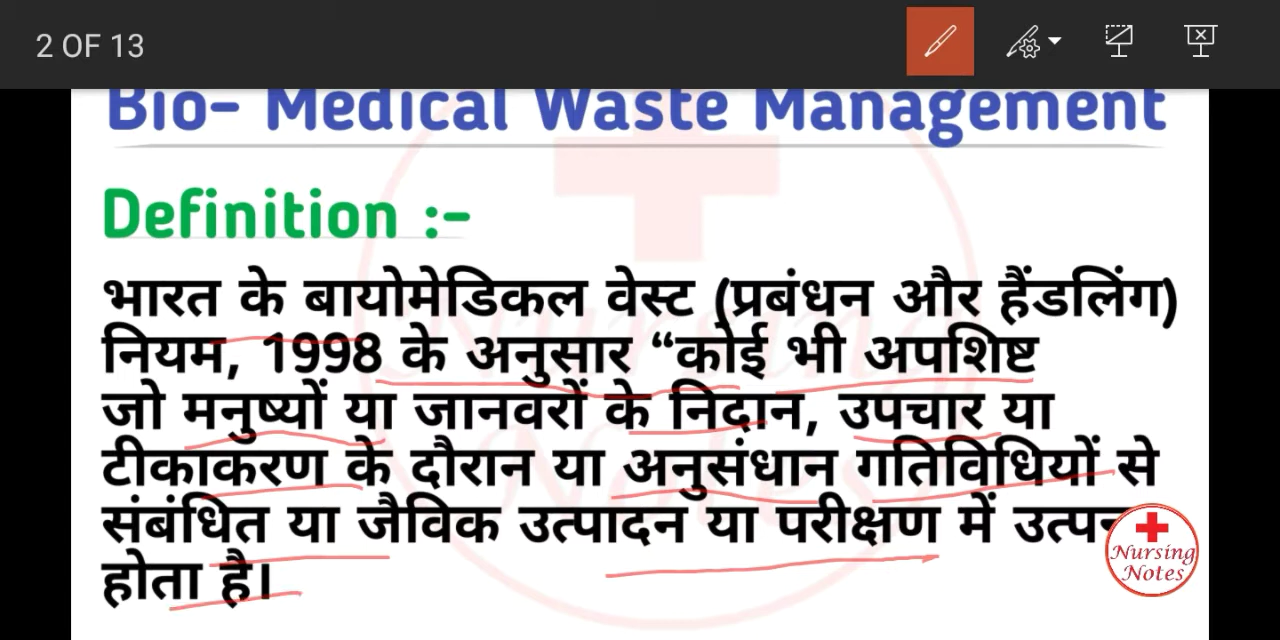 2 OF 13
Bio- Medical Waste Management
Definition :-
भारत के बायोमेडिकल वेस्ट (प्रबंधन और हैंडलिंग)
नियम, 1998 के अनुसार “कोई भी अपशिष्ट
जो मनुष्यों या जानवरों के निदान, उपचार या
टीकाकरण के दौरान या अनुसंधान गतिविधियों से
संबंधित या जैविक उत्पादन या परीक्षण में
होता है।
Nursing
Notes